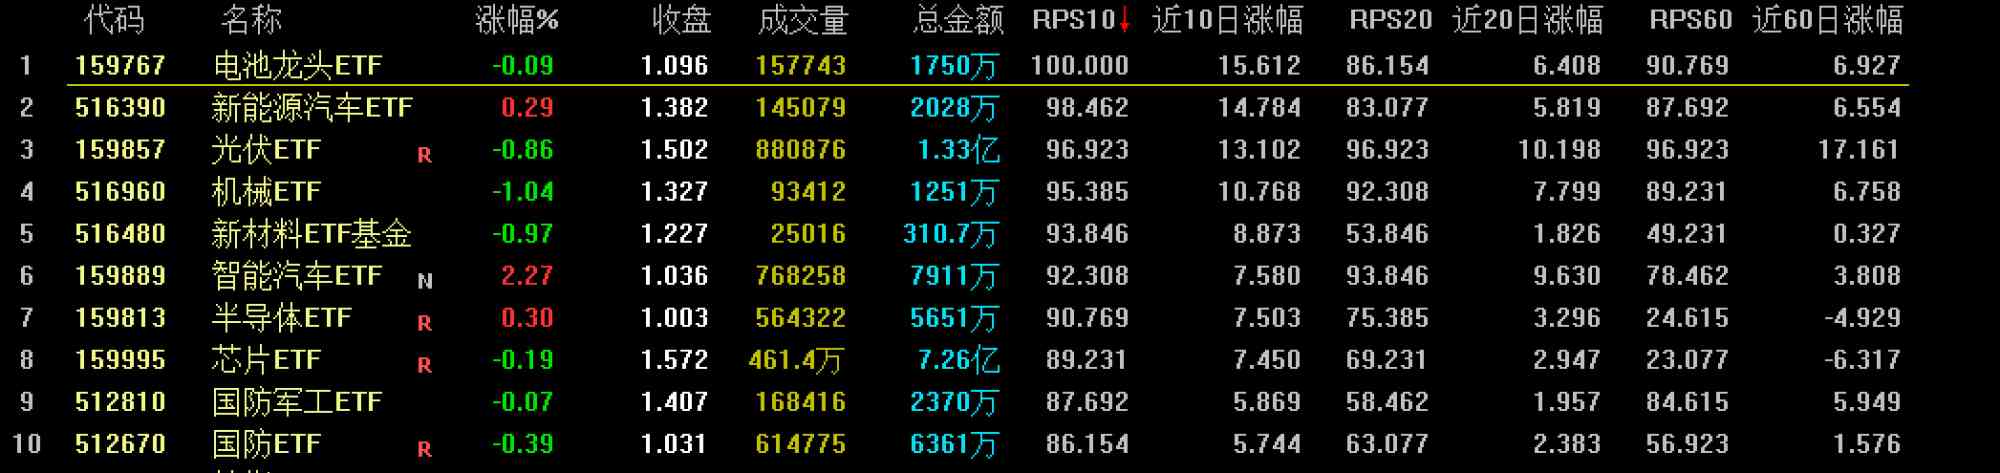 代码 名称 涨幅% 收盘 成交量 总金额 RPS10↓ 近10日涨幅 RPS20 近20日涨幅 RPS60 近60日涨幅
1 159767 电池龙头ETF -0.09 1.096 157743 1750万 100.000 15.612 86.154 6.408 90.769 6.927
2 516390 新能源汽车ETF 0.29 1.382 145079 2028万 98.462 14.784 83.077 5.819 87.692 6.554
3 159857 光伏ETF R -0.86 1.502 880876 1.33亿 96.923 13.102 96.923 10.198 96.923 17.161
4 516960 机械ETF -1.04 1.327 93412 1251万 95.385 10.768 92.308 7.799 89.231 6.758
5 516480 新材料ETF基金 -0.97 1.227 25016 310.7万 93.846 8.873 53.846 1.826 49.231 0.327
6 159889 智能汽车ETF N 2.27 1.036 768258 7911万 92.308 7.580 93.846 9.630 78.462 3.808
7 159813 半导体ETF R 0.30 1.003 564322 5651万 90.769 7.503 75.385 3.296 24.615 -4.929
8 159995 芯片ETF R -0.19 1.572 461.4万 7.26亿 89.231 7.450 69.231 2.947 23.077 -6.317
9 512810 国防军工ETF -0.07 1.407 168416 2370万 87.692 5.869 58.462 1.957 84.615 5.949
10 512670 国防ETF R -0.39 1.031 614775 6361万 86.154 5.744 63.077 2.383 56.923 1.576